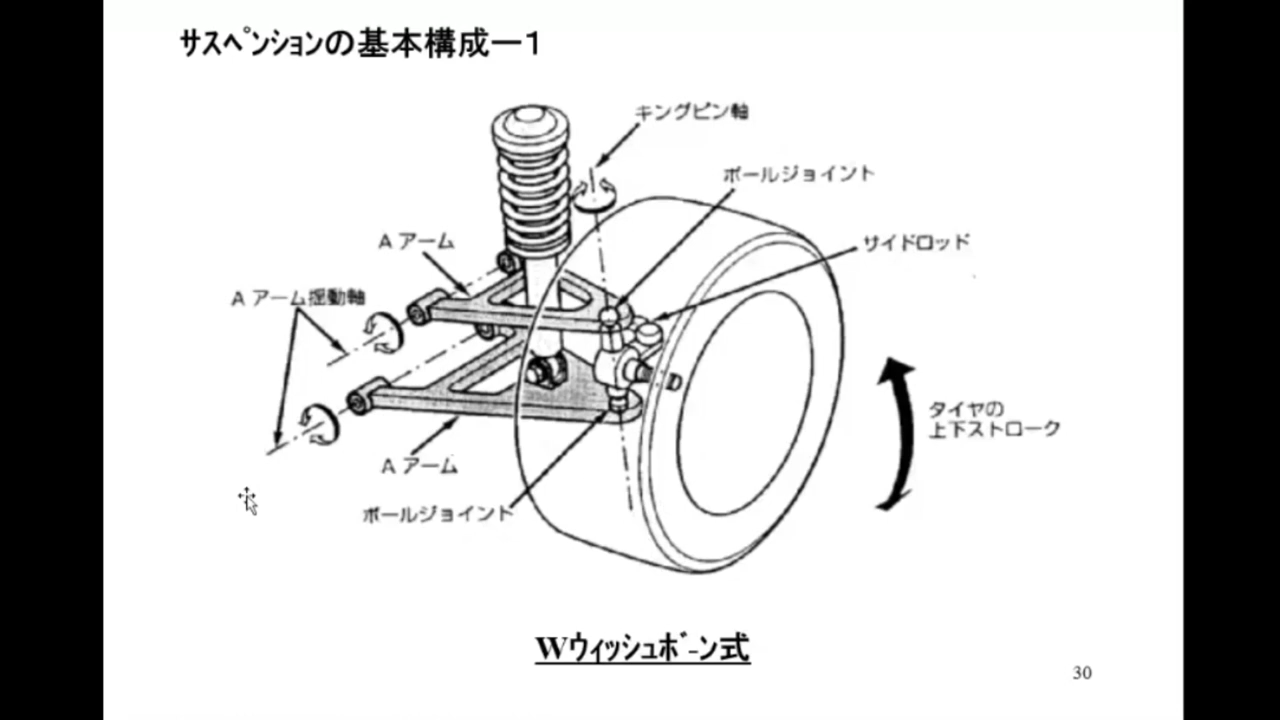 ｻｽﾍﾟﾝｼｮﾝの基本構成ー１
キングピン軸
ボールジョイント
Ａアーム
サイドロッド
Ａアーム揺動軸
タイヤの
上下ストローク
Ａアーム
ボールジョイント
Wｳｨｯｼｭﾎﾞｰﾝ式
30